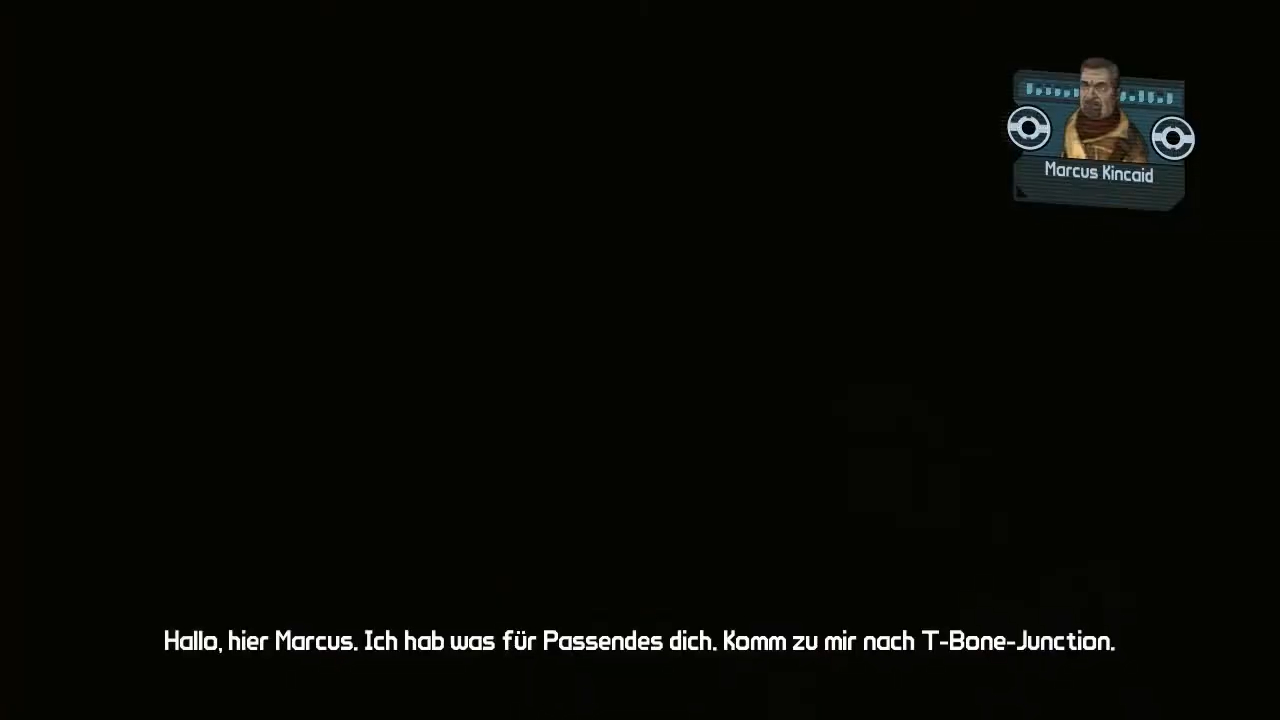 Marcus Kincaid
Hallo, hier Marcus. Ich hab was für Passendes dich. Komm zu mir nach T-Bone-Junction.